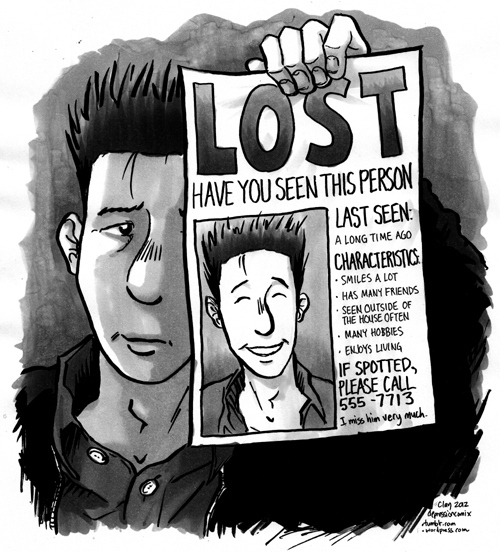 LOST
HAVE YOU SEEN THIS PERSON
LAST SEEN:
A LONG TIME AGO
CHARACTERISTICS:
· SMILES A LOT
· HAS MANY FRIENDS
· SEEN OUTSIDE OF
THE HOUSE OFTEN
· MANY HOBBIES
· ENJOYS LIVING
IF SPOTTED,
PLEASE CALL
555-7713
I miss him very much.
Clay 2012
depressioncomix
tumblr.com
·wordpress.com